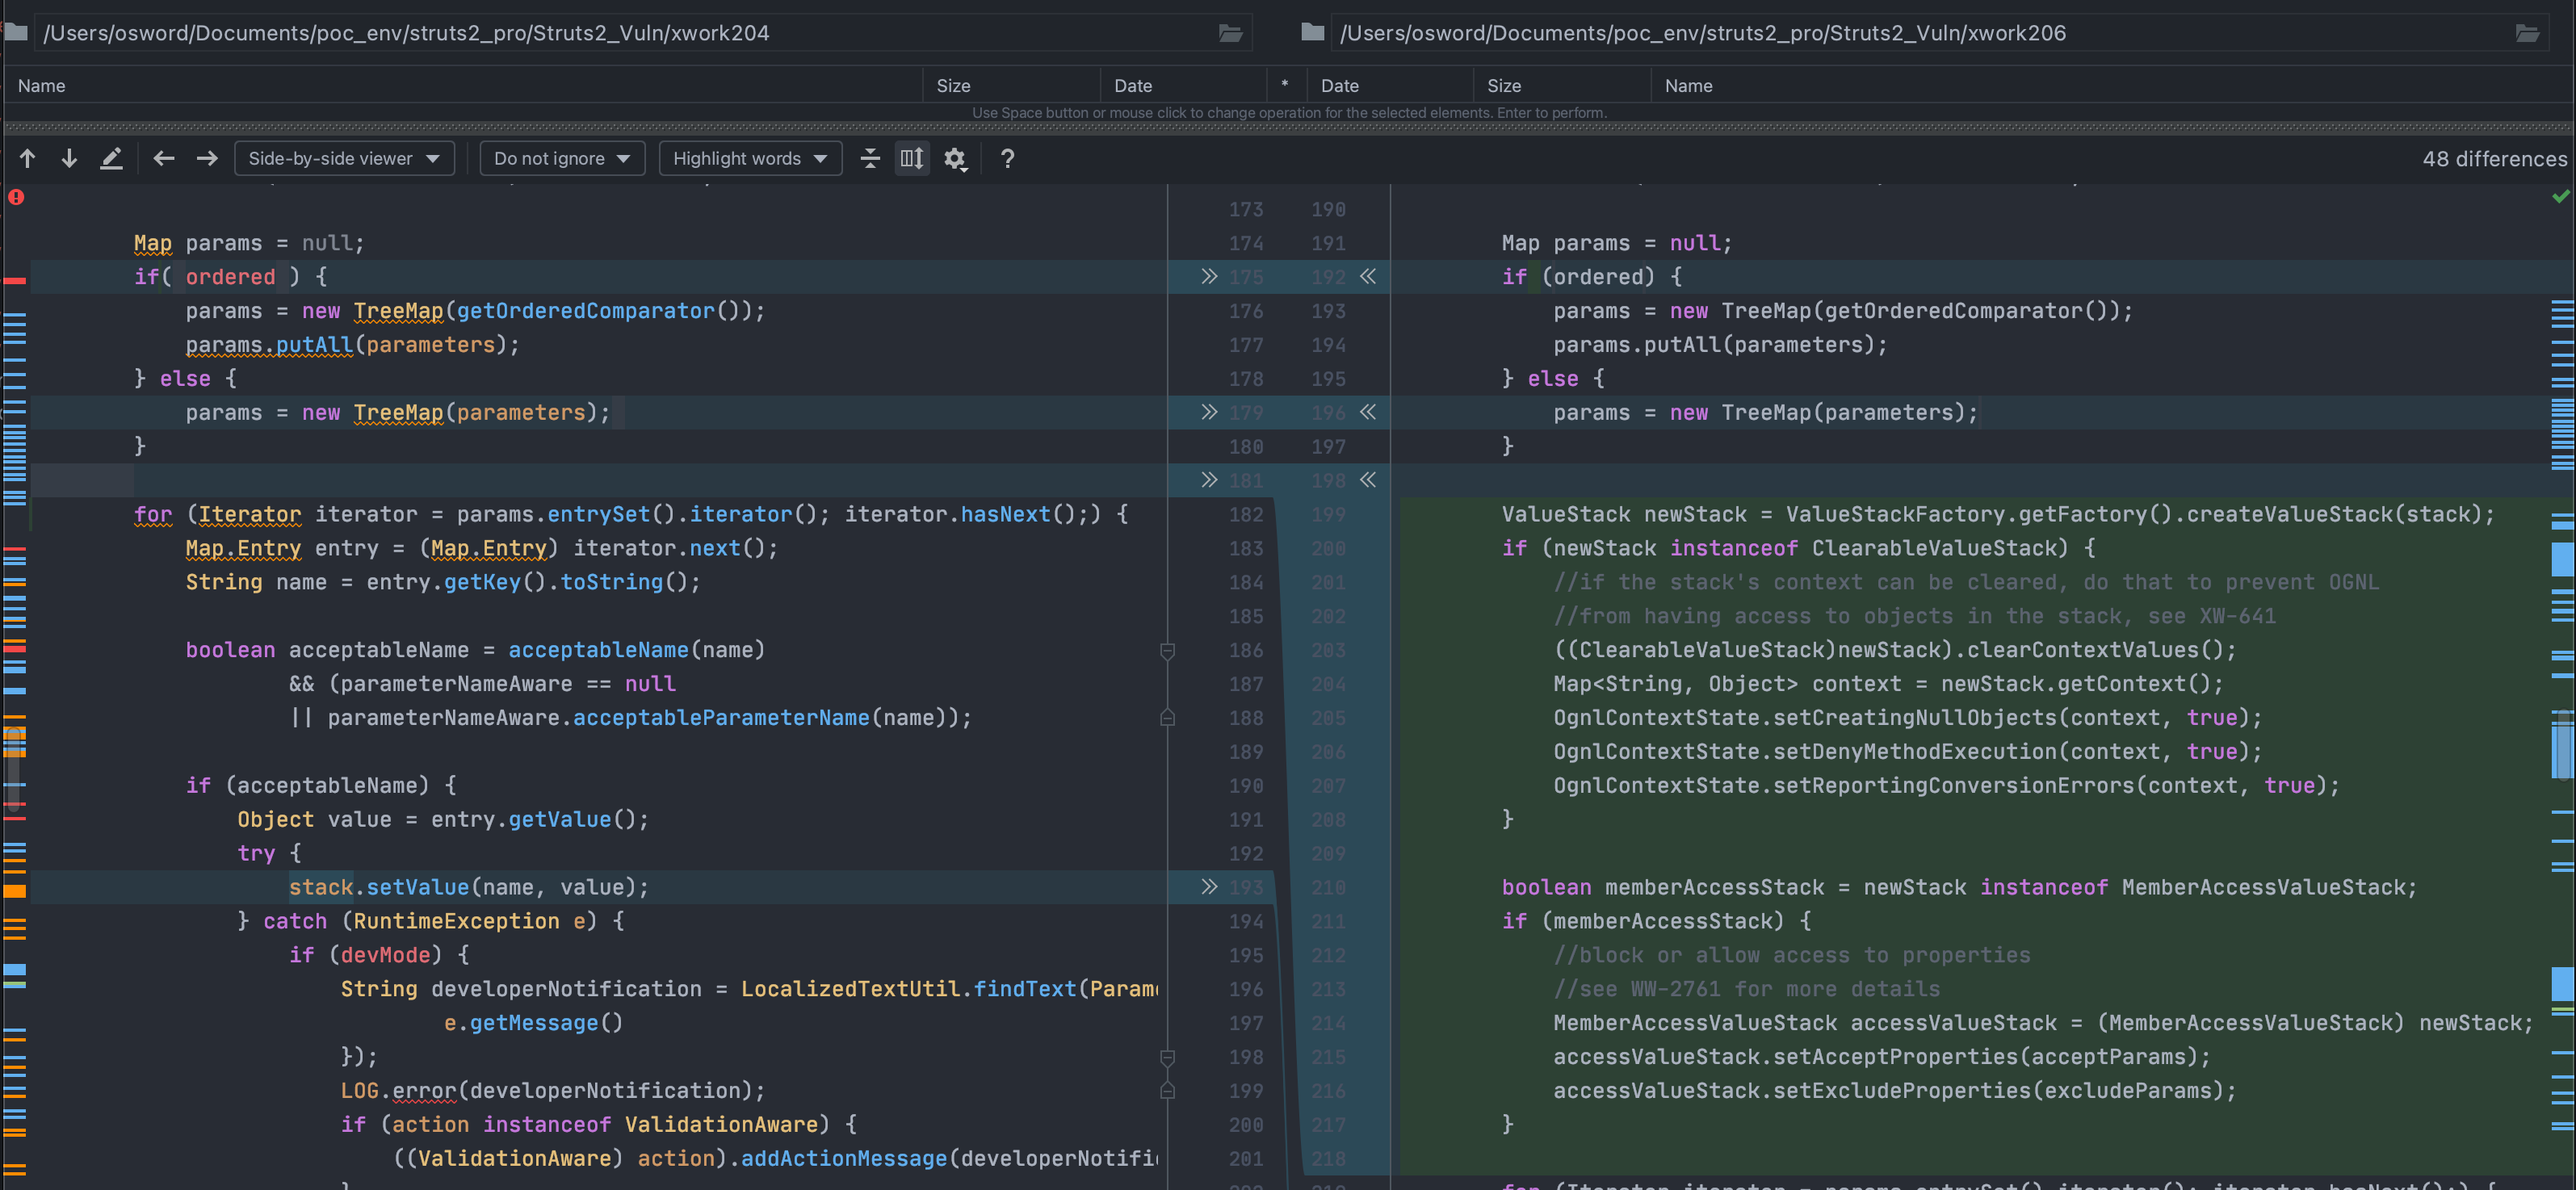 /Users/osword/Documents/poc_env/struts2_pro/Struts2_Vuln/xwork204
/Users/osword/Documents/poc_env/struts2_pro/Struts2_Vuln/xwork206
Name Size Date * Date Size Name
Use Space button or mouse click to change operation for the selected elements. Enter to perform.
Side-by-side viewer Do not ignore Highlight words ? 48 differences
173
174 Map params = null;
175 if( ordered ) {
176 params = new TreeMap(getOrderedComparator());
177 params.putAll(parameters);
178 } else {
179 params = new TreeMap(parameters);
180 }
181
182 for (Iterator iterator = params.entrySet().iterator(); iterator.hasNext();) {
183 Map.Entry entry = (Map.Entry) iterator.next();
184 String name = entry.getKey().toString();
185
186 boolean acceptableName = acceptableName(name)
187 && (parameterNameAware == null
188 || parameterNameAware.acceptableParameterName(name));
189
190 if (acceptableName) {
191 Object value = entry.getValue();
192 try {
193 stack.setValue(name, value);
194 } catch (RuntimeException e) {
195 if (devMode) {
196 String developerNotification = LocalizedTextUtil.findText(Param
197 e.getMessage()
198 });
199 LOG.error(developerNotification);
200 if (action instanceof ValidationAware) {
201 ((ValidationAware) action).addActionMessage(developerNotifi
190
191 Map params = null;
192 if (ordered) {
193 params = new TreeMap(getOrderedComparator());
194 params.putAll(parameters);
195 } else {
196 params = new TreeMap(parameters);
197 }
198
199 ValueStack newStack = ValueStackFactory.getFactory().createValueStack(stack);
200 if (newStack instanceof ClearableValueStack) {
201 //if the stack's context can be cleared, do that to prevent OGNL
202 //from having access to objects in the stack, see XW-641
203 ((ClearableValueStack)newStack).clearContextValues();
204 Map<String, Object> context = newStack.getContext();
205 OgnlContextState.setCreatingNullObjects(context, true);
206 OgnlContextState.setDenyMethodExecution(context, true);
207 OgnlContextState.setReportingConversionErrors(context, true);
208 }
209
210 boolean memberAccessStack = newStack instanceof MemberAccessValueStack;
211 if (memberAccessStack) {
212 //block or allow access to properties
213 //see WW-2761 for more details
214 MemberAccessValueStack accessValueStack = (MemberAccessValueStack) newStack;
215 accessValueStack.setAcceptProperties(acceptParams);
216 accessValueStack.setExcludeProperties(excludeParams);
217 }
218
for (Iterator iterator = params.entrySet().iterator(); iterator.hasNext();) {